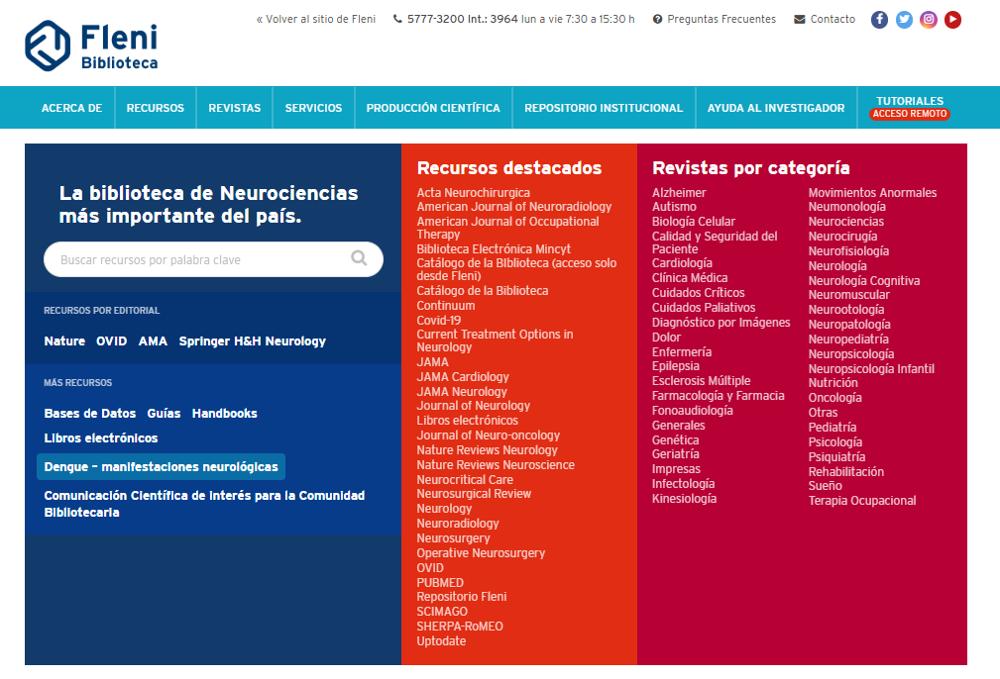 « Volver al sitio de Fleni 5777-3200 Int.: 3964 lun a vie 7:30 a 15:30 h Preguntas Frecuentes Contacto
Fleni
Biblioteca
ACERCA DE RECURSOS REVISTAS SERVICIOS PRODUCCIÓN CIENTÍFICA REPOSITORIO INSTITUCIONAL AYUDA AL INVESTIGADOR TUTORIALES
ACCESO REMOTO
La biblioteca de Neurociencias
más importante del país.
Buscar recursos por palabra clave
RECURSOS POR EDITORIAL
Nature OVID AMA Springer H&H Neurology
MÁS RECURSOS
Bases de Datos Guías Handbooks
Libros electrónicos
Dengue – manifestaciones neurológicas
Comunicación Científica de Interés para la Comunidad
Bibliotecaria
Recursos destacados
Acta Neurochirurgica
American Journal of Neuroradiology
American Journal of Occupational
Therapy
Biblioteca Electrónica Mincyt
Catálogo de la BIblioteca (acceso solo
desde Fleni)
Catálogo de la Biblioteca
Continuum
Covid-19
Current Treatment Options in
Neurology
JAMA
JAMA Cardiology
JAMA Neurology
Journal of Neurology
Libros electrónicos
Journal of Neuro-oncology
Nature Reviews Neurology
Nature Reviews Neuroscience
Neurocritical Care
Neurosurgical Review
Neurology
Neuroradiology
Neurosurgery
Operative Neurosurgery
OVID
PUBMED
Repositorio Fleni
SCIMAGO
SHERPA-RoMEO
Uptodate
Revistas por categoría
Alzheimer
Autismo
Biología Celular
Calidad y Seguridad del
Paciente
Cardiología
Clínica Médica
Cuidados Críticos
Cuidados Paliativos
Diagnóstico por Imágenes
Dolor
Enfermería
Epilepsia
Esclerosis Múltiple
Farmacología y Farmacia
Fonoaudiología
Generales
Genética
Geriatría
Impresas
Infectología
Kinesiología
Movimientos Anormales
Neumonología
Neurociencias
Neurocirugía
Neurofisiología
Neurología
Neurología Cognitiva
Neuromuscular
Neurootología
Neuropatología
Neuropediatría
Neuropsicología
Neuropsicología Infantil
Nutrición
Oncología
Otras
Pediatría
Psicología
Psiquiatría
Rehabilitación
Sueño
Terapia Ocupacional